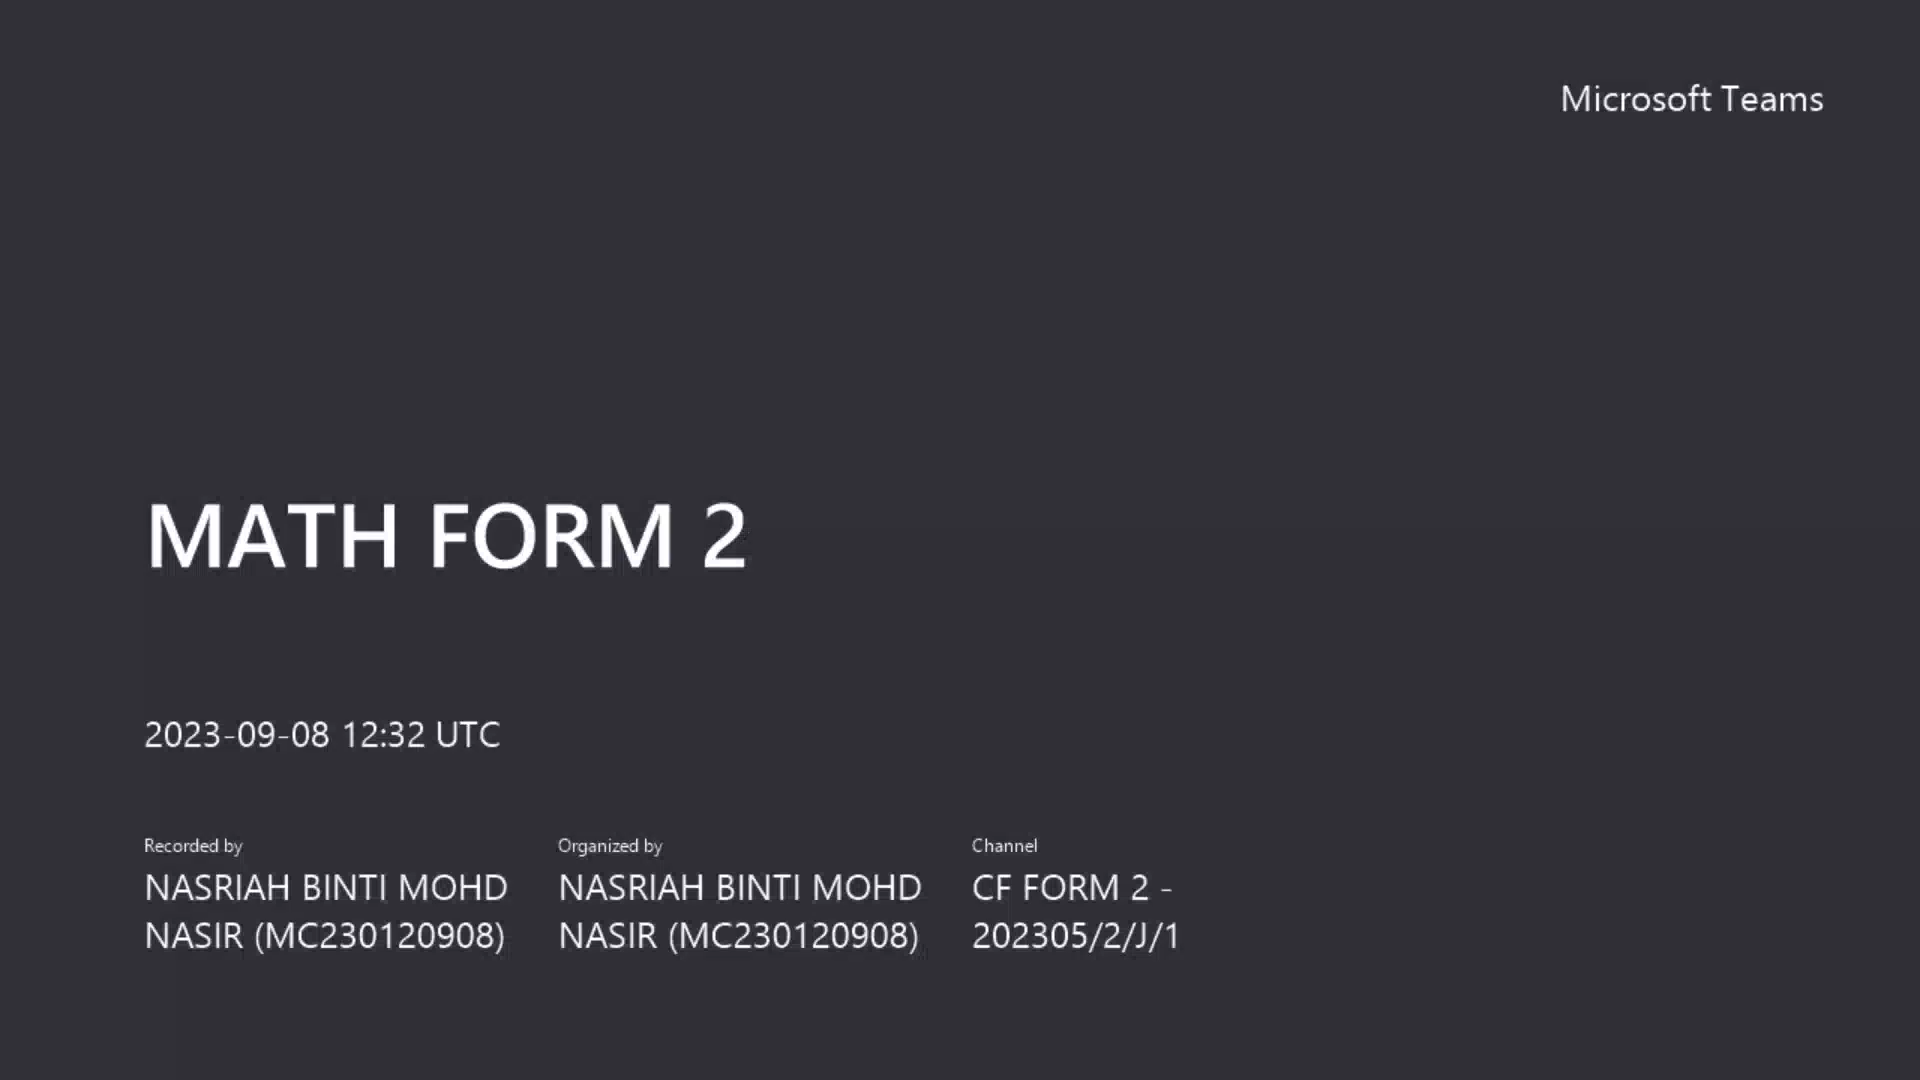 Microsoft Teams
MATH FORM 2
2023-09-08 12:32 UTC
Recorded by
NASRIAH BINTI MOHD
NASIR (MC230120908)
Organized by
NASRIAH BINTI MOHD
NASIR (MC230120908)
Channel
CF FORM 2 -
202305/2/J/1